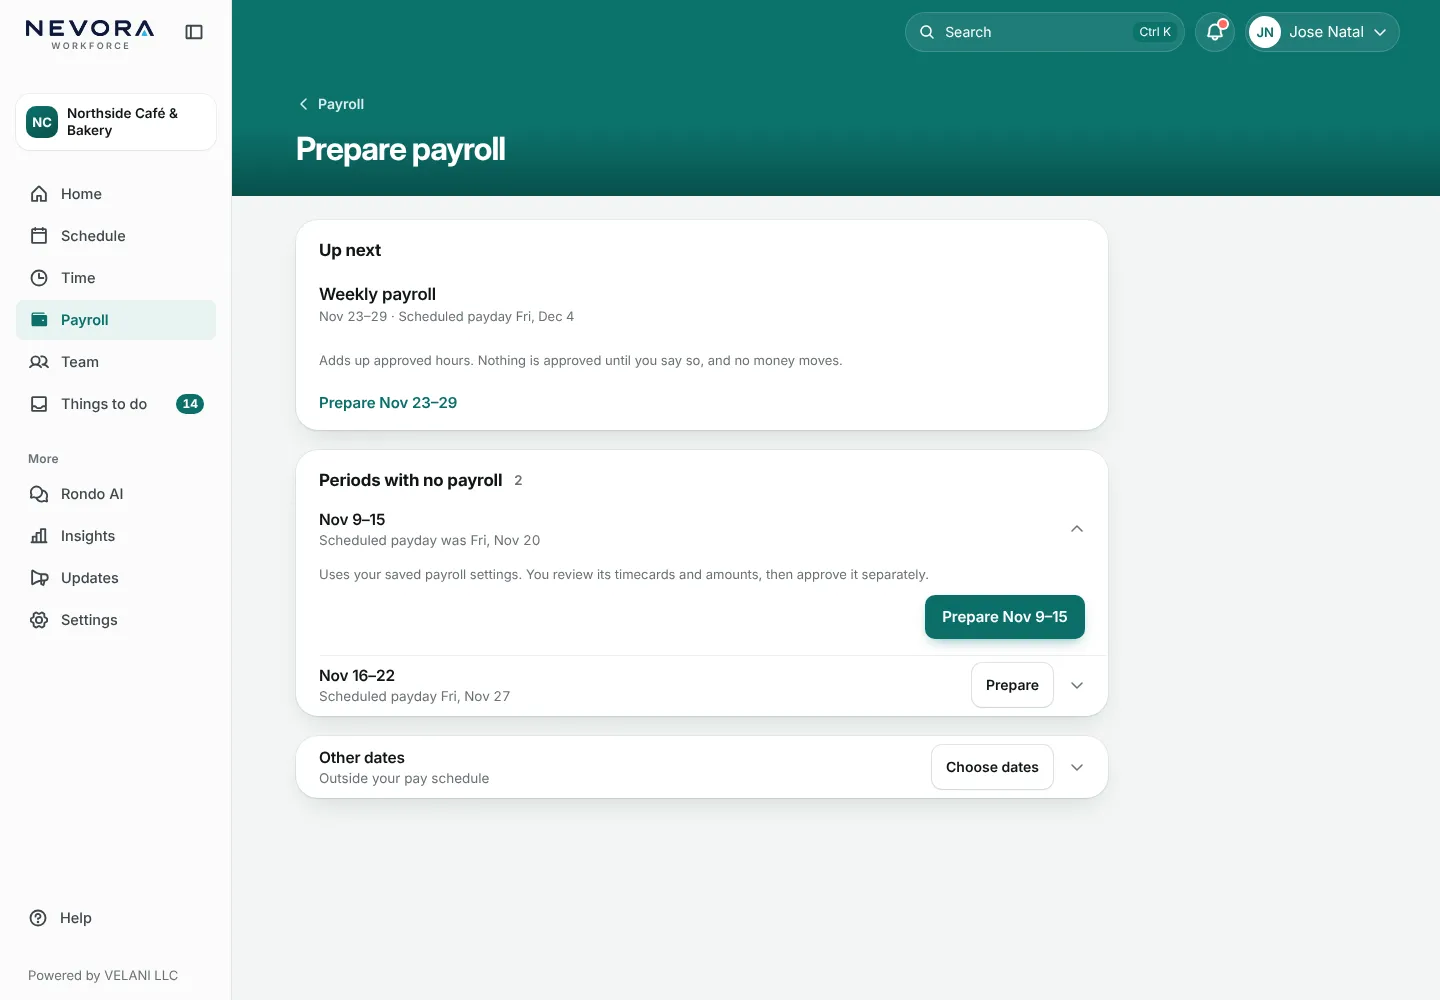 NEVORA
WORKFORCE
Search
Ctrl K
JN
Jose Natal
NC
Northside Café &
Bakery
Home
Schedule
Time
Payroll
Team
Things to do
14
More
Rondo AI
Insights
Updates
Settings
Help
Powered by VELANI LLC
Payroll
Prepare payroll
Up next
Weekly payroll
Nov 23–29 · Scheduled payday Fri, Dec 4
Adds up approved hours. Nothing is approved until you say so, and no money moves.
Prepare Nov 23–29
Periods with no payroll 2
Nov 9–15
Scheduled payday was Fri, Nov 20
Uses your saved payroll settings. You review its timecards and amounts, then approve it separately.
Prepare Nov 9–15
Nov 16–22
Scheduled payday Fri, Nov 27
Prepare
Other dates
Outside your pay schedule
Choose dates